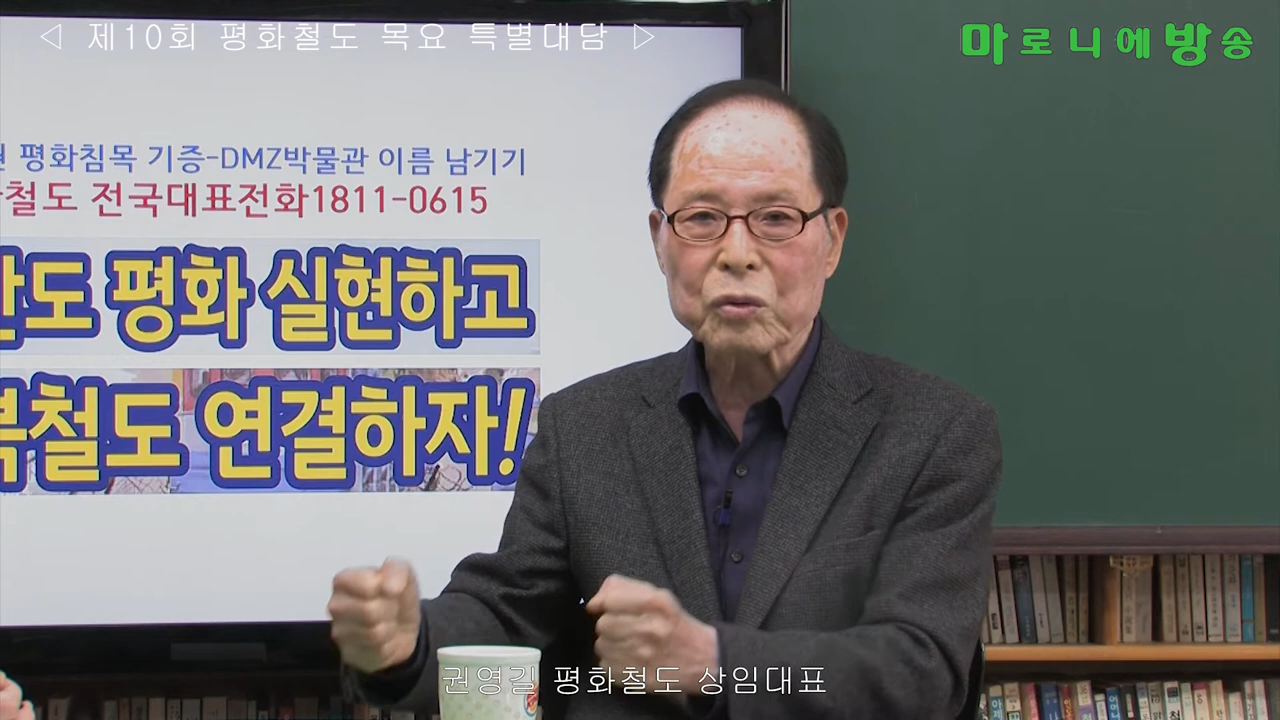 ◁ 제10회 평화철도 목요 특별대담 ▷
마로니에방송
평화침목 기증-DMZ박물관 이름 남기기
철도 전국대표전화1811-0615
도 평화 실현하고
철도 연결하자!
권영길 평화철도 상임대표